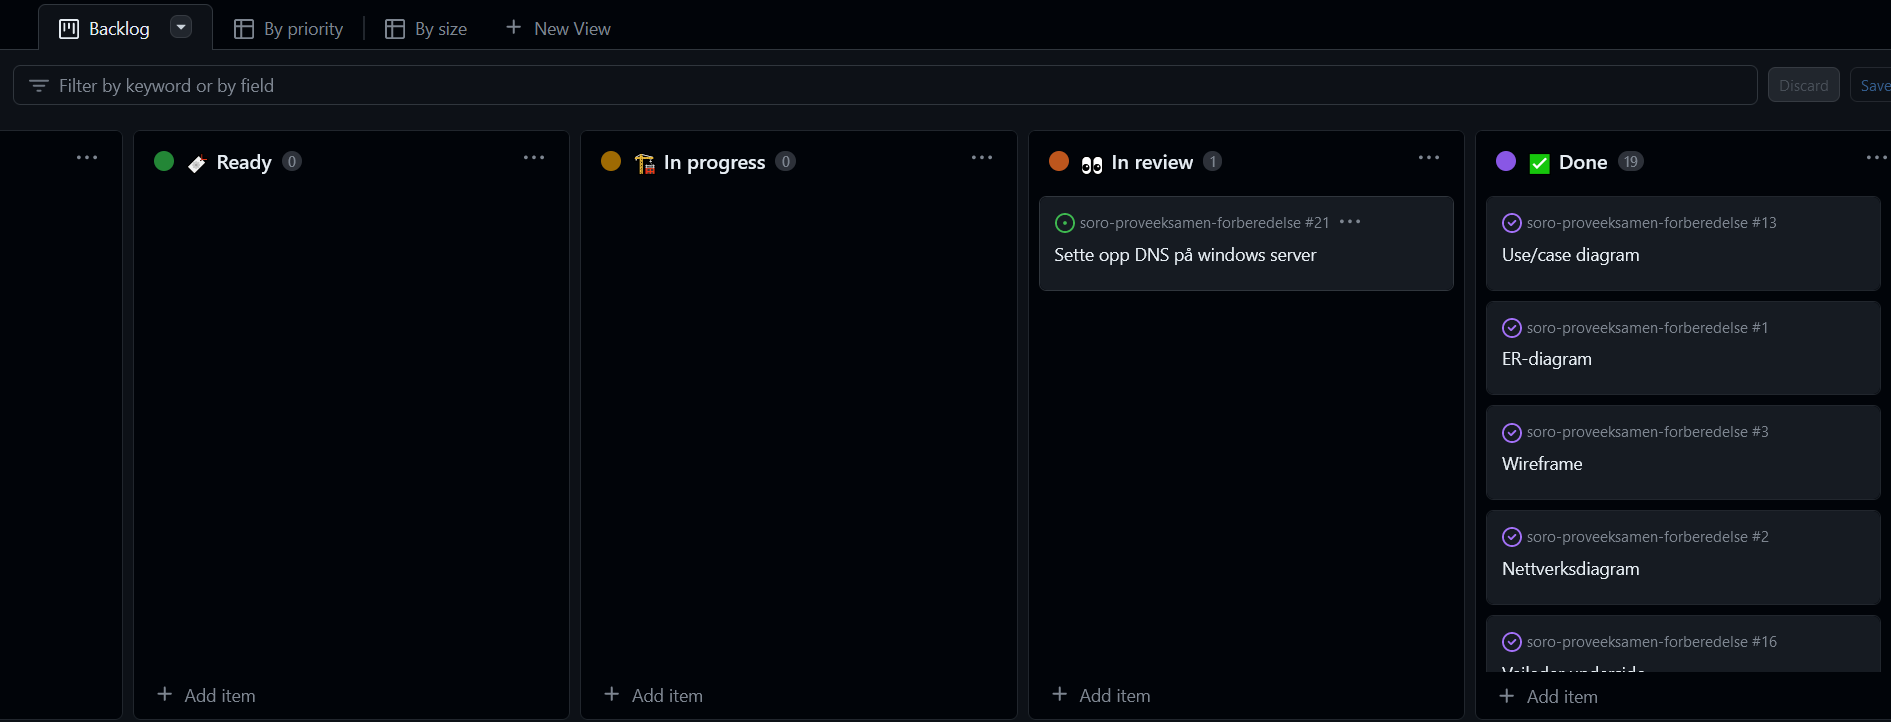 Backlog
By priority
By size
New View
Filter by keyword or by field
Discard
Save
Ready 0
In progress 0
In review 1
soro-proveeksamen-forberedelse #21
Sette opp DNS på windows server
Done 19
soro-proveeksamen-forberedelse #13
Use/case diagram
soro-proveeksamen-forberedelse #1
ER-diagram
soro-proveeksamen-forberedelse #3
Wireframe
soro-proveeksamen-forberedelse #2
Nettverksdiagram
soro-proveeksamen-forberedelse #16
Add item
Add item
Add item
Add item